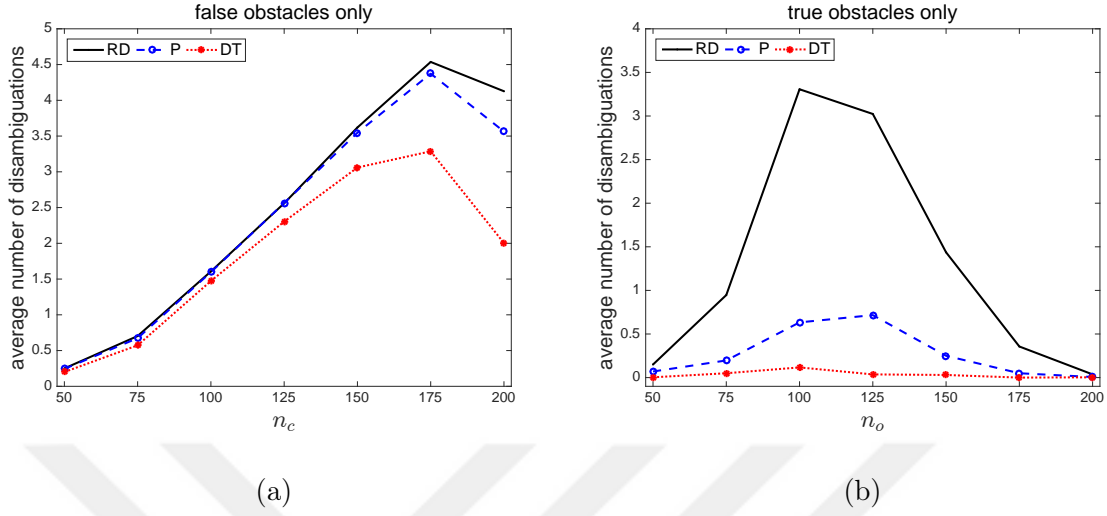 false obstacles only
RD P DT
5
4.5
4
3.5
3
2.5
2
1.5
1
0.5
0
average number of disambiguations
50 75 100 125 150 175 200
n_c
(a)
true obstacles only
RD P DT
4
3.5
3
2.5
2
1.5
1
0.5
0
average number of disambiguations
50 75 100 125 150 175 200
n_o
(b)